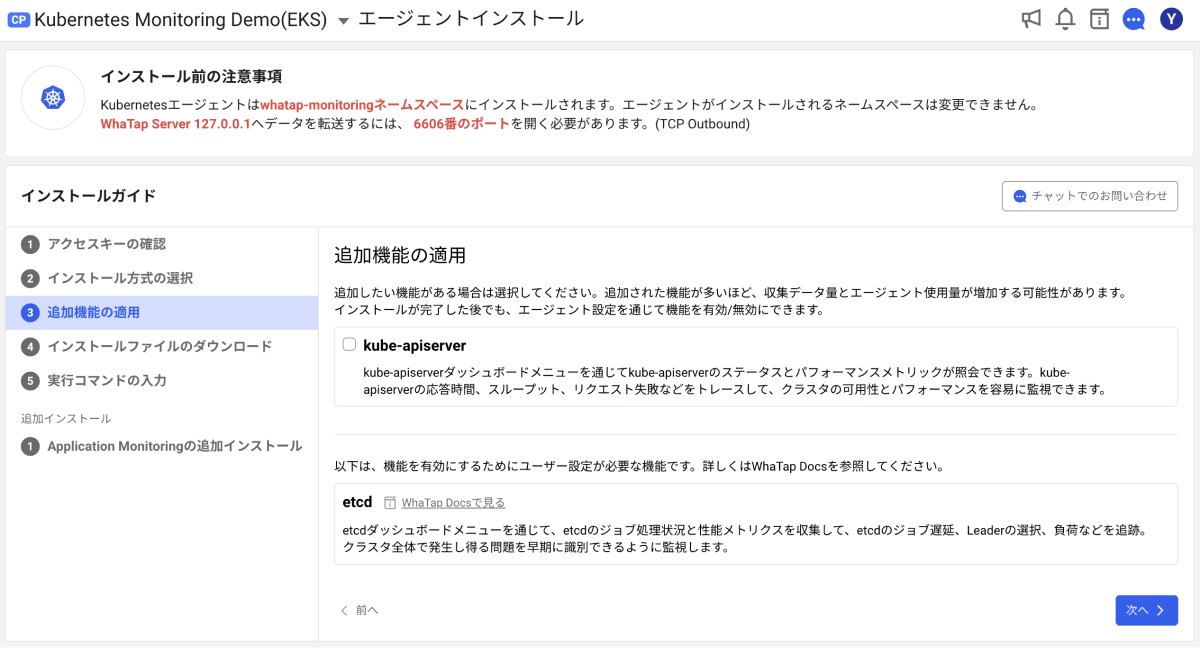 CP Kubernetes Monitoring Demo(EKS) エージェントインストール
Y
インストール前の注意事項
Kubernetesエージェントはwhatap-monitoringネームスペースにインストールされます。エージェントがインストールされるネームスペースは変更できません。
WhaTap Server 127.0.0.1へデータを転送するには、 6606番のポートを開く必要があります。(TCP Outbound)
インストールガイド
チャットでのお問い合わせ
1 アクセスキーの確認
2 インストール方式の選択
3 追加機能の適用
4 インストールファイルのダウンロード
5 実行コマンドの入力
追加インストール
1 Application Monitoringの追加インストール
追加機能の適用
追加したい機能がある場合は選択してください。追加された機能が多いほど、収集データ量とエージェント使用量が増加する可能性があります。
インストールが完了した後でも、エージェント設定を通じて機能を有効/無効にできます。
kube-apiserver
kube-apiserverダッシュボードメニューを通じてkube-apiserverのステータスとパフォーマンスメトリックが照会できます。kube-
apiserverの応答時間、スループット、リクエスト失敗などをトレースして、クラスタの可用性とパフォーマンスを容易に監視できます。
以下は、機能を有効にするためにユーザー設定が必要な機能です。詳しくはWhaTap Docsを参照してください。
etcd WhaTap Docsで見る
etcdダッシュボードメニューを通じて、etcdのジョブ処理状況と性能メトリクスを収集して、etcdのジョブ遅延、Leaderの選択、負荷などを追跡。
クラスタ全体で発生し得る問題を早期に識別できるように監視します。
前へ
次へ